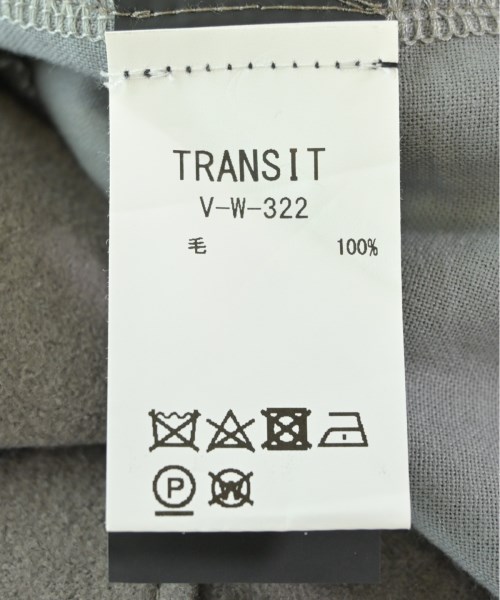 TRANSIT
V-W-322
毛 100%
P W